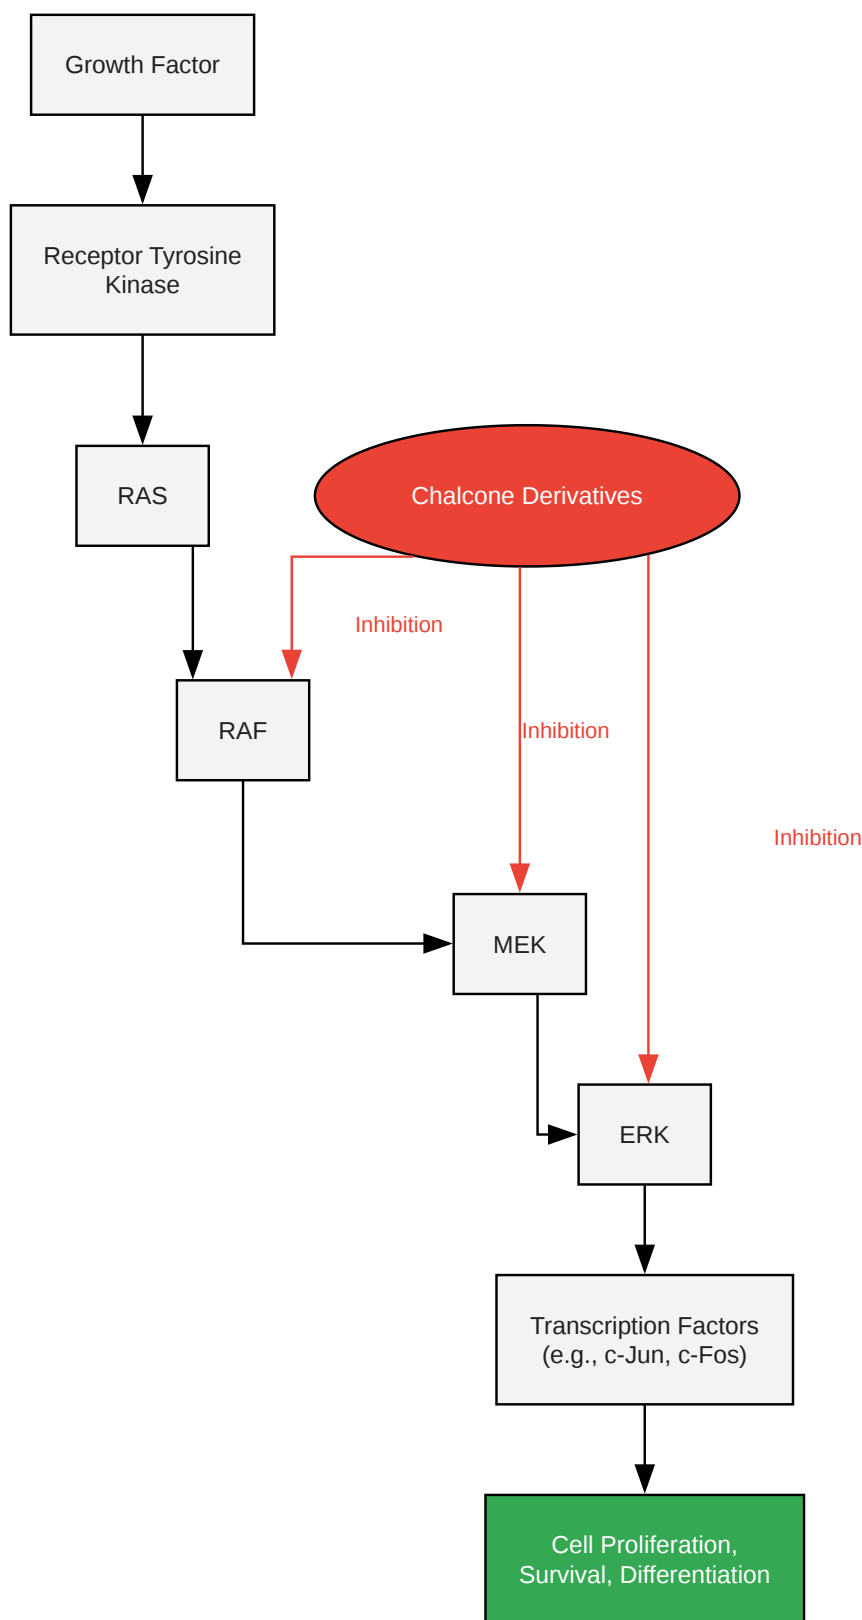 Growth Factor
Receptor Tyrosine
Kinase
RAS
Chalcone Derivatives
Inhibition
RAF
Inhibition
Inhibition
MEK
ERK
Transcription Factors
(e.g., c-Jun, c-Fos)
Cell Proliferation,
Survival, Differentiation